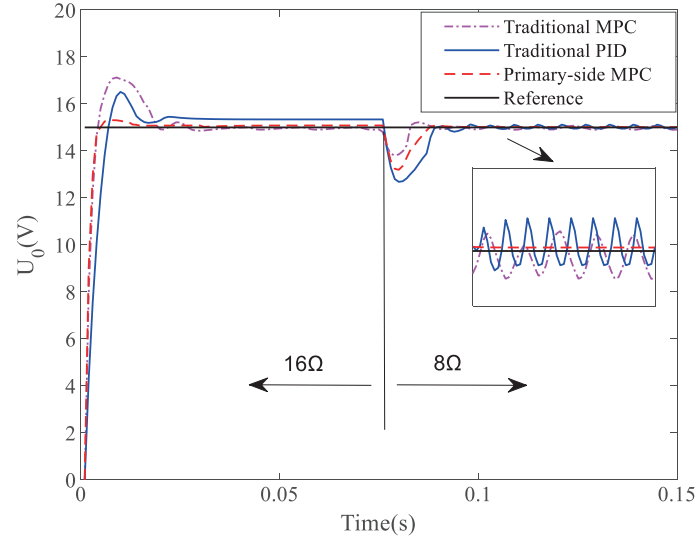 U0(V)
20
18
16
14
12
10
8
6
4
2
0
Traditional MPC
Traditional PID
Primary-side MPC
Reference
16Ω
8Ω
0
0.05
0.1
0.15
Time(s)